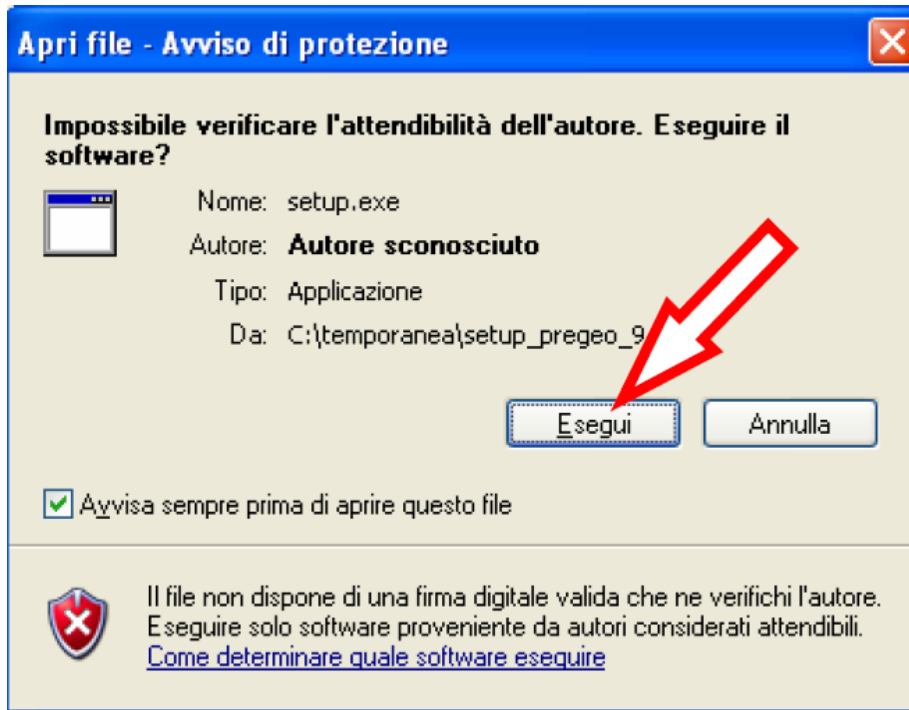 Apri file - Avviso di protezione
Impossibile verificare l'attendibilità dell'autore. Eseguire il
software?
Nome: setup.exe
Autore: Autore sconosciuto
Tipo: Applicazione
Da: C:\temporanea\setup_pregeo_9
Esegui Annulla
Avvisa sempre prima di aprire questo file
Il file non dispone di una firma digitale valida che ne verifichi l'autore.
Eseguire solo software proveniente da autori considerati attendibili.
Come determinare quale software eseguire